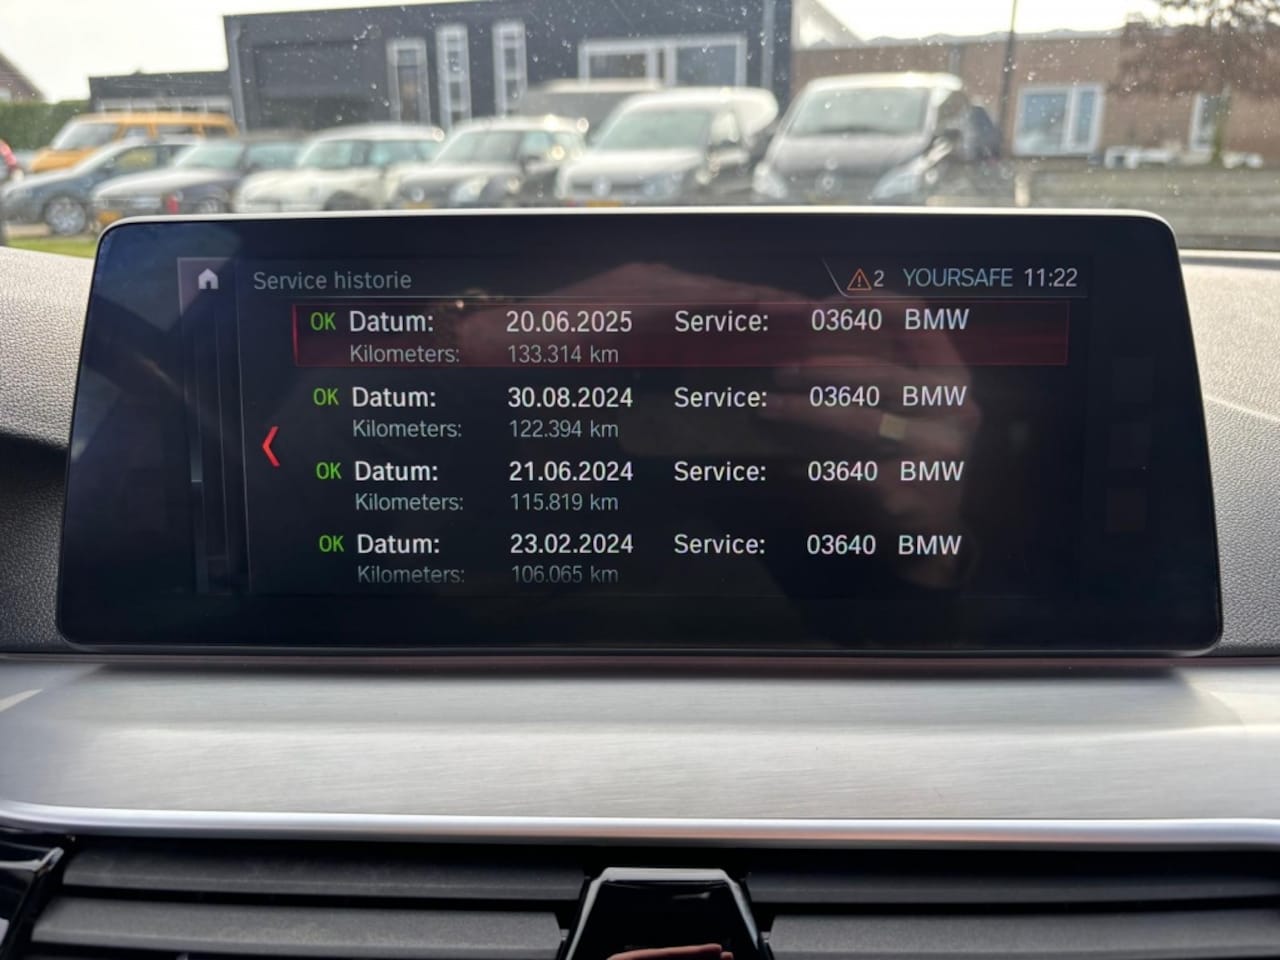 Service historie 2 YOURSAFE 11:22
OK Datum: 20.06.2025 Service: 03640 BMW
Kilometers: 133.314 km
OK Datum: 30.08.2024 Service: 03640 BMW
Kilometers: 122.394 km
OK Datum: 21.06.2024 Service: 03640 BMW
Kilometers: 115.819 km
OK Datum: 23.02.2024 Service: 03640 BMW
Kilometers: 106.065 km